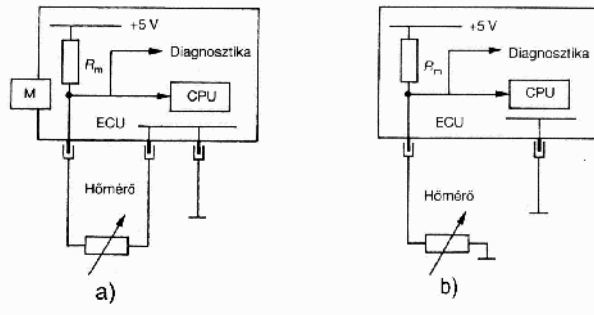 +5 V
Diagnosztika
Rm
M
CPU
ECU
Hőmérő
a)
+5 V
Diagnosztika
Rm
CPU
ECU
Hőmérő
b)